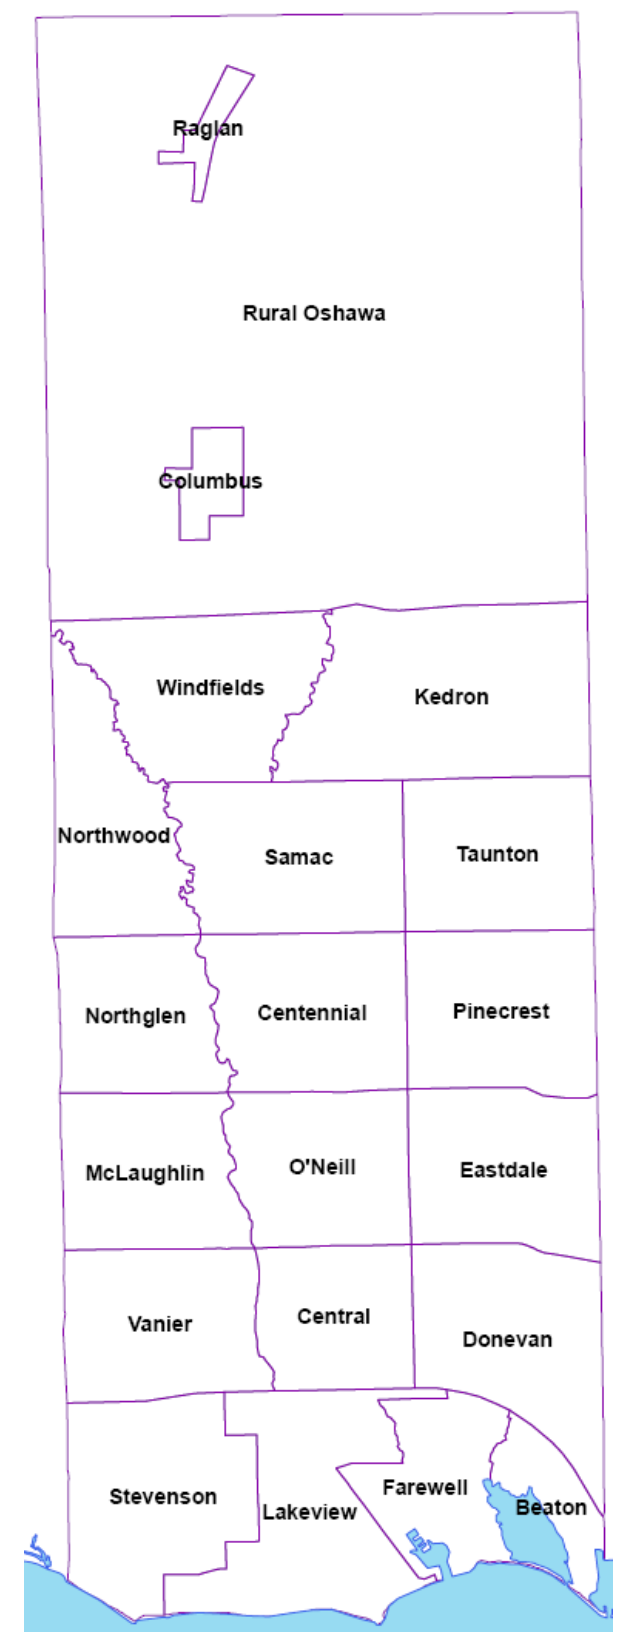 Raglan
Rural Oshawa
Columbus
Windfields
Kedron
Northwood
Samac
Taunton
Northglen
Centennial
Pinecrest
McLaughlin
O'Neill
Eastdale
Vanier
Central
Donevan
Stevenson
Lakeview
Farewell
Beaton